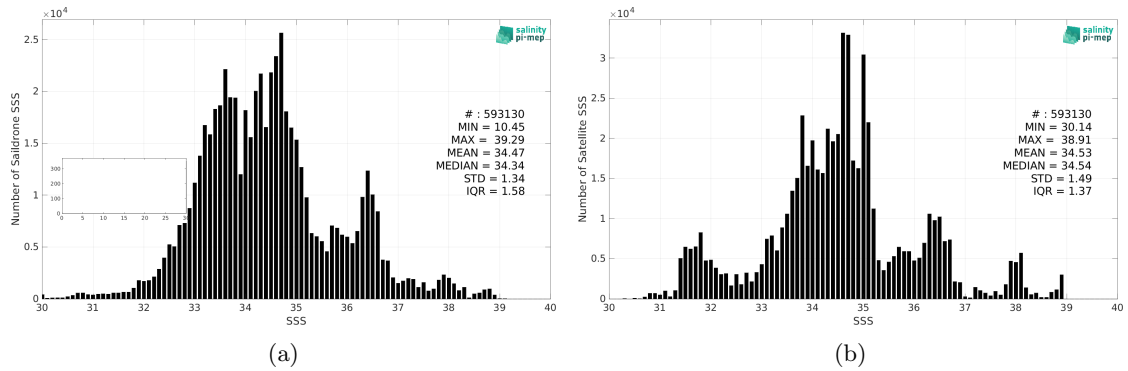 ×10⁴
2.5
2
1.5
1
0.5
0
Number of Saildrone SSS
salinity
pi-mep
# : 593130
MIN = 10.45
MAX = 39.29
MEAN = 34.47
MEDIAN = 34.34
STD = 1.34
IQR = 1.58
300
200
100
0
0 5 10 15 20 25 30
30 31 32 33 34 35 36 37 38 39 40
SSS
(a)
×10⁴
3
2.5
2
1.5
1
0.5
0
Number of Satellite SSS
salinity
pi-mep
# : 593130
MIN = 30.14
MAX = 38.91
MEAN = 34.53
MEDIAN = 34.54
STD = 1.49
IQR = 1.37
30 31 32 33 34 35 36 37 38 39 40
SSS
(b)